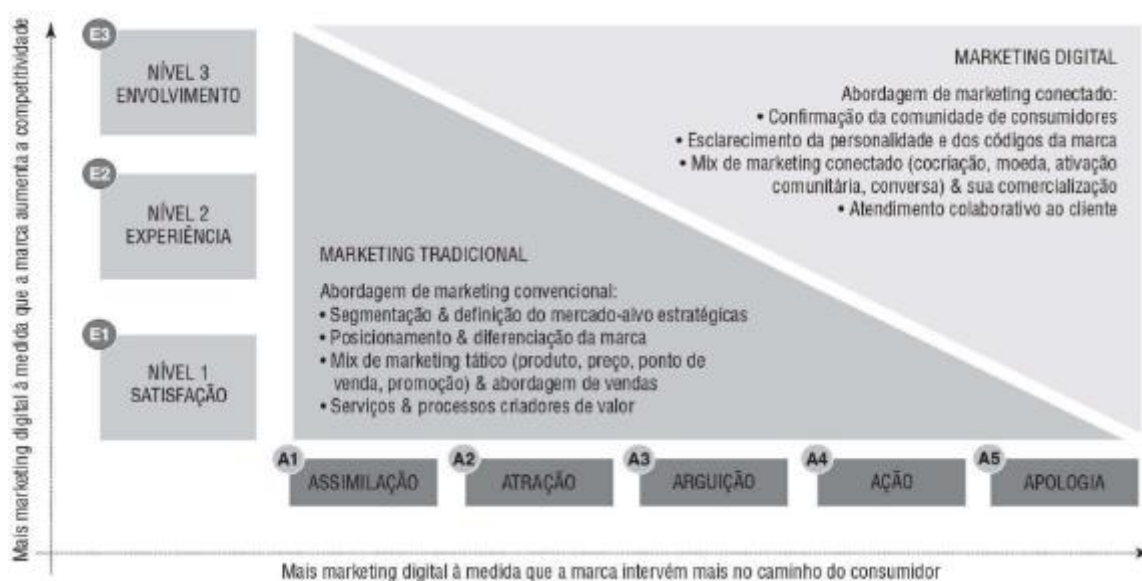 Mais marketing digital à medida que a marca aumenta a competitividade
E3
NÍVEL 3
ENVOLVIMENTO
E2
NÍVEL 2
EXPERIÊNCIA
E1
NÍVEL 1
SATISFAÇÃO
MARKETING DIGITAL
Abordagem de marketing conectado:
• Confirmação da comunidade de consumidores
• Esclarecimento da personalidade e dos códigos da marca
• Mix de marketing conectado (cocriação, moeda, ativação
comunitária, conversa) & sua comercialização
• Atendimento colaborativo ao cliente
MARKETING TRADICIONAL
Abordagem de marketing convencional:
• Segmentação & definição do mercado-alvo estratégicas
• Posicionamento & diferenciação da marca
• Mix de marketing tático (produto, preço, ponto de
venda, promoção) & abordagem de vendas
• Serviços & processos criadores de valor
A1
ASSIMILAÇÃO
A2
ATRAÇÃO
A3
ARGUIÇÃO
A4
AÇÃO
A5
APOLOGIA
Mais marketing digital à medida que a marca intervém mais no caminho do consumidor